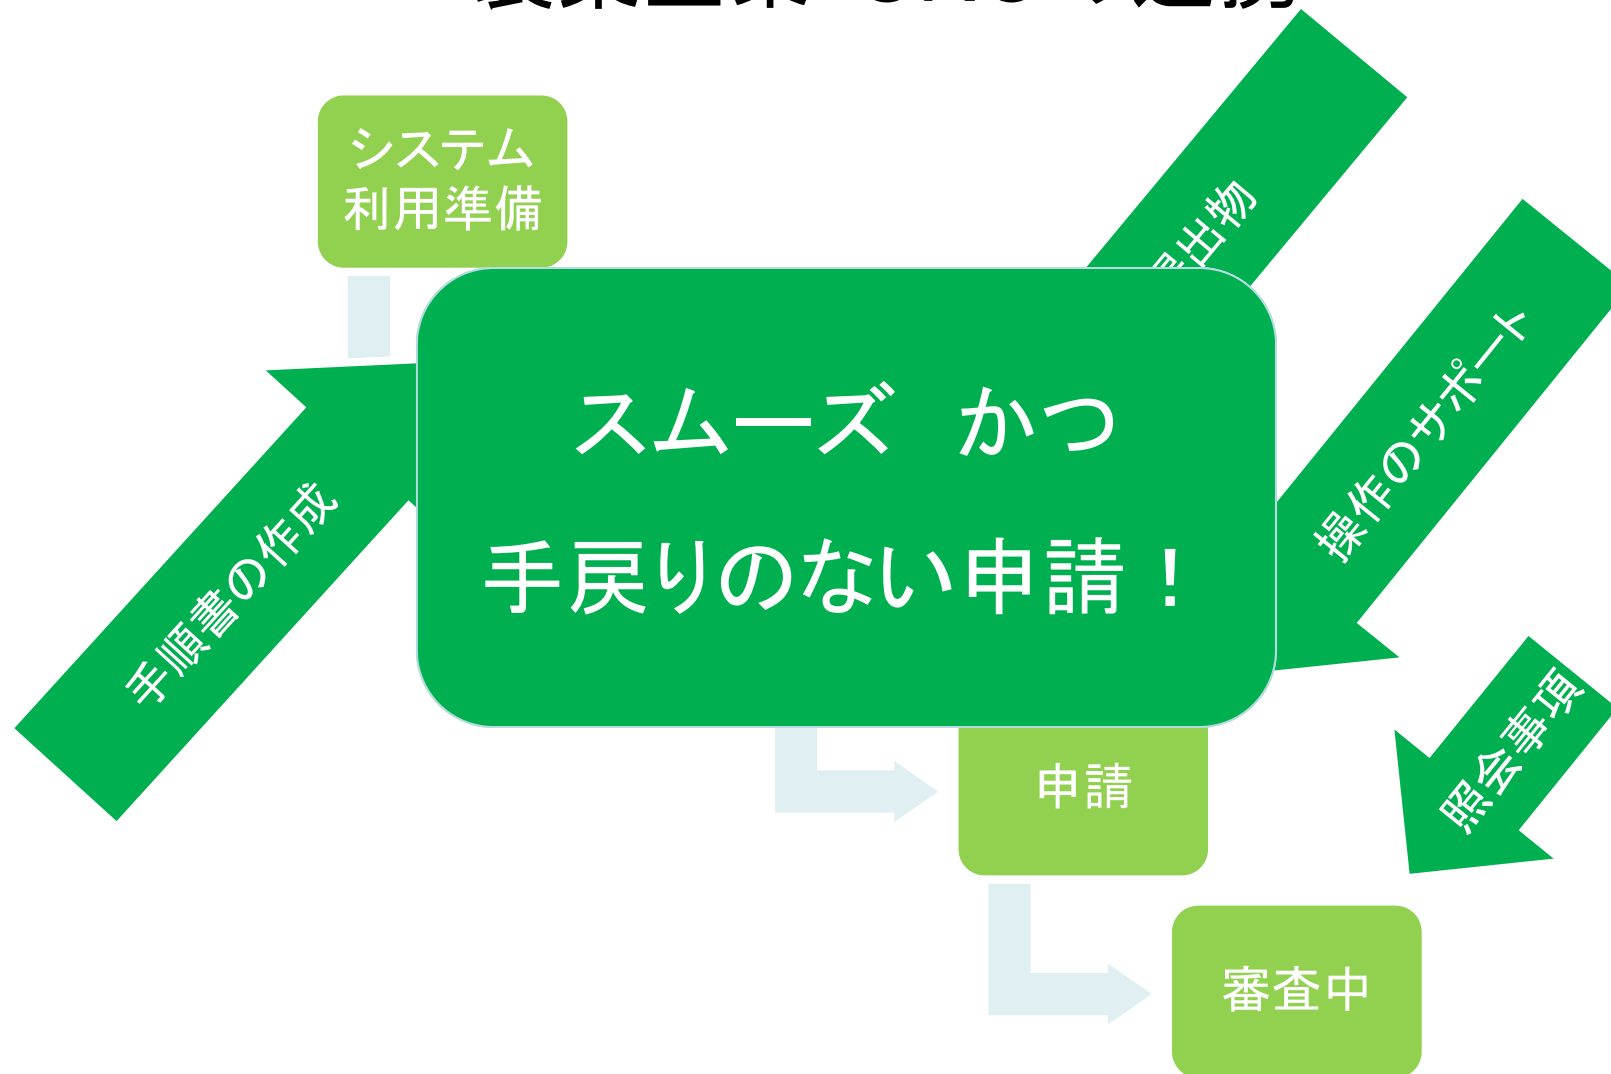 システム
利用準備
出物
操作のサポート
スムーズ かつ
手戻りのない申請！
手順書の作成
照会事項
申請
審査中